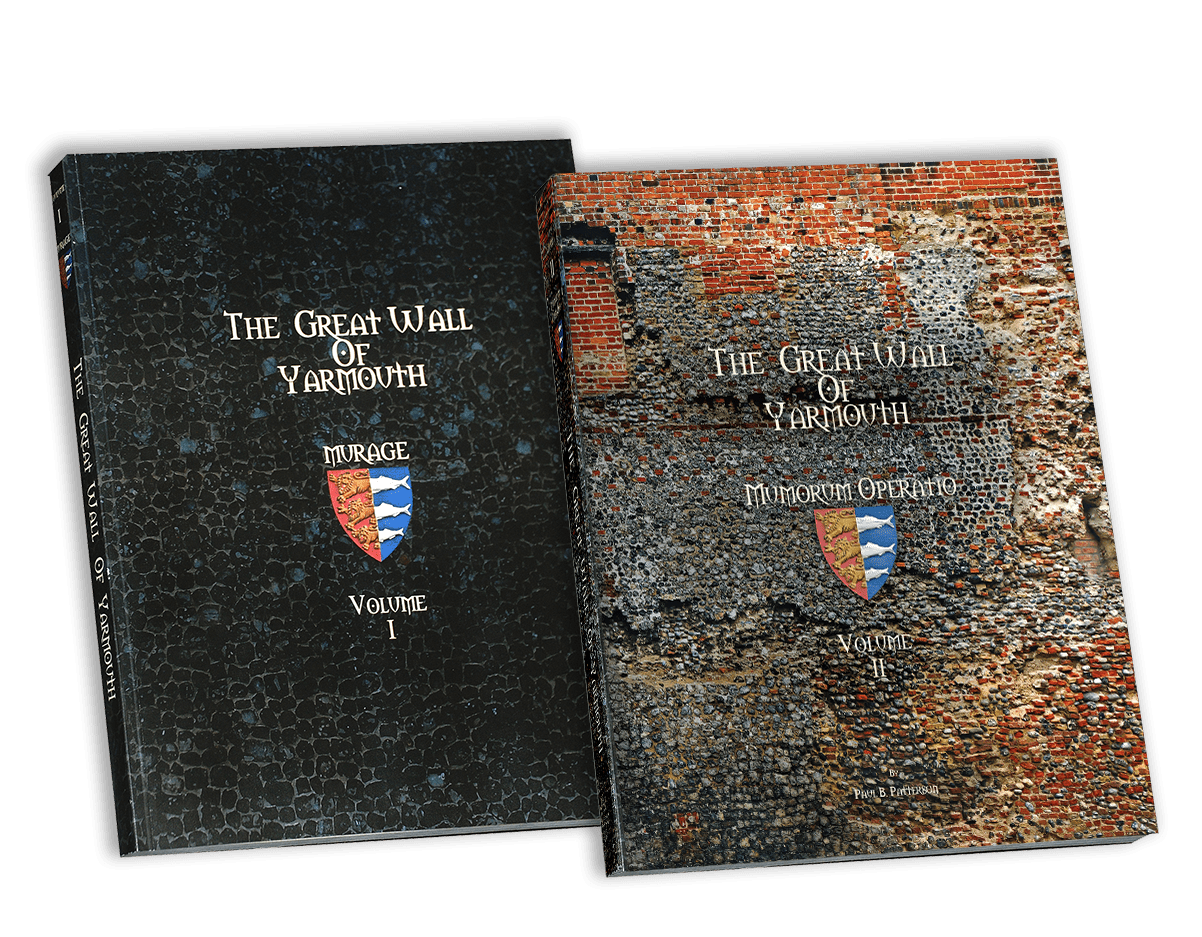 THE GREAT WALL
OF
YARMOUTH
MURAGE
VOLUME
I
I
THE GREAT WALL OF YARMOUTH
THE GREAT WALL
OF
YARMOUTH
MUMORUM OPERATIO
VOLUME
II
BY
PAUL B. PATTERSON